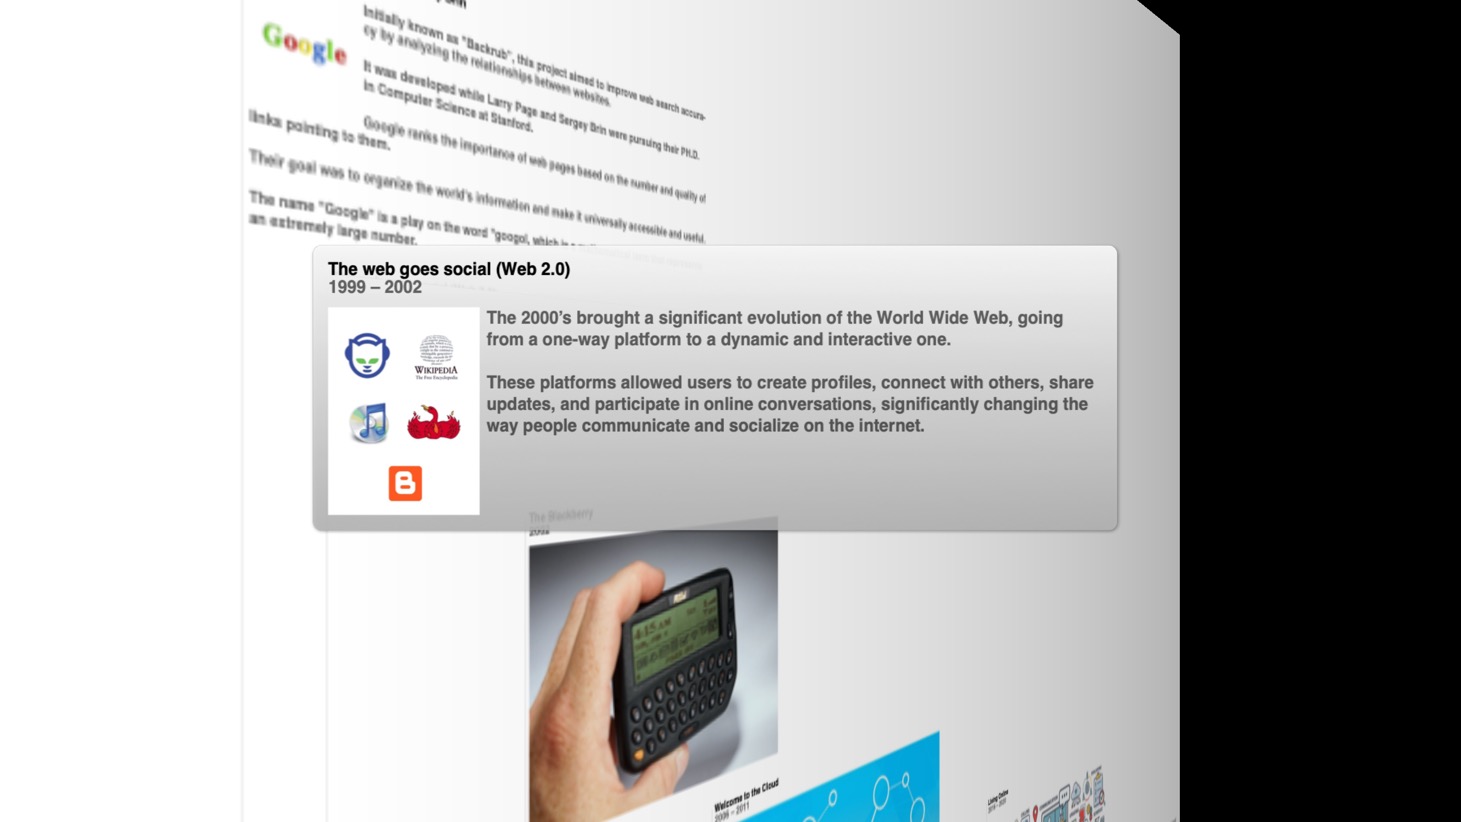 Google
Initially known as "Backrub", this project aimed to improve web search accura-
cy by analyzing the relationships between websites.
It was developed while Larry Page and Sergey Brin were pursuing their PH.D.
in Computer Science at Stanford.
Google ranks the importance of web pages based on the number and quality of
links pointing to them.
Their goal was to organize the world's information and make it universally accessible and useful.
The name "Google" is a play on the word "googol, which is
an extremely large number.
The web goes social (Web 2.0)
1999 – 2002
The 2000’s brought a significant evolution of the World Wide Web, going
from a one-way platform to a dynamic and interactive one.
These platforms allowed users to create profiles, connect with others, share
updates, and participate in online conversations, significantly changing the
way people communicate and socialize on the internet.
WIKIPEDIA
The Free Encyclopedia
The Blackberry
4:15 AM
Welcome to the Cloud
2006 – 2011
Living Online